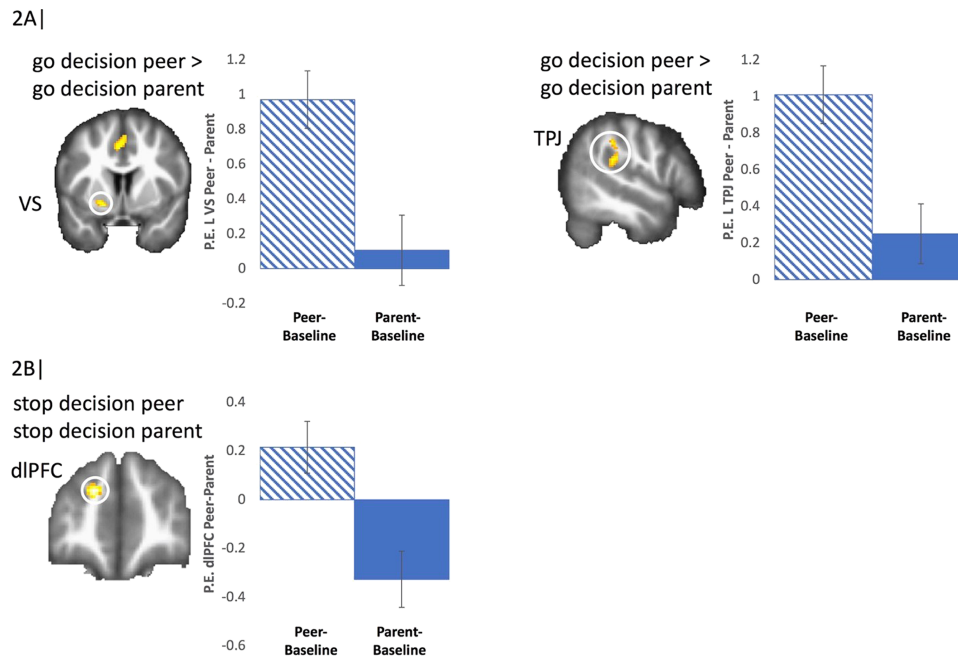 2A|
go decision peer >
go decision parent
VS
P.E. L VS Peer - Parent
1.2
1
0.8
0.6
0.4
0.2
0
-0.2
Peer-
Baseline
Parent-
Baseline
go decision peer >
go decision parent
TPJ
P.E. L TPJ Peer - Parent
1.2
1
0.8
0.6
0.4
0.2
0
Peer-
Baseline
Parent-
Baseline
2B|
stop decision peer
stop decision parent
dlPFC
P.E. dlPFC Peer-Parent
0.4
0.2
0
-0.2
-0.4
-0.6
Peer-
Baseline
Parent-
Baseline